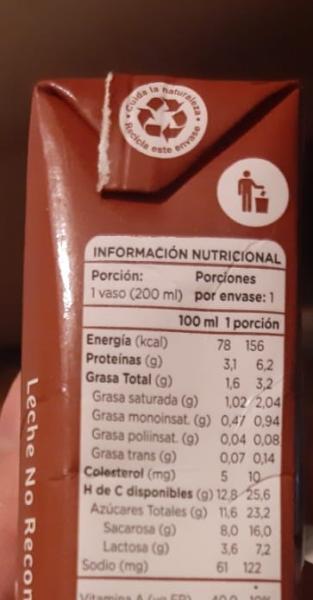 Cuida la naturaleza •
Recicla este envase •
INFORMACIÓN NUTRICIONAL
Porción: Porciones
1 vaso (200 ml) por envase: 1
100 ml 1 porción
Energía (kcal) 78 156
Proteínas (g) 3,1 6,2
Grasa Total (g) 1,6 3,2
Grasa saturada (g) 1,02 2,04
Grasa monoinsat. (g) 0,47 0,94
Grasa poliinsat. (g) 0,04 0,08
Grasa trans (g) 0,07 0,14
Colesterol (mg) 5 10
H de C disponibles (g) 12,8 25,6
Azúcares Totales (g) 11,6 23,2
Sacarosa (g) 8,0 16,0
Lactosa (g) 3,6 7,2
Sodio (mg) 61 122
Vitamina A
Leche No Recon